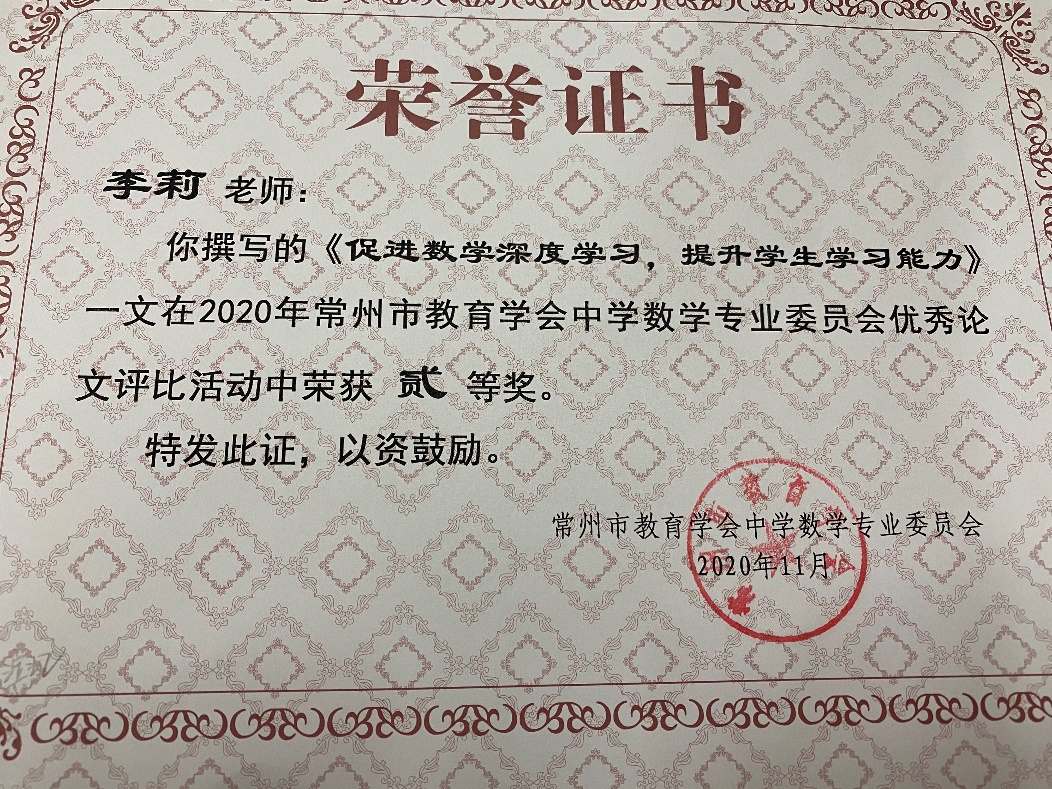 荣誉证书
李莉 老师：
你撰写的《促进数学深度学习，提升学生学习能力》
一文在2020年常州市教育学会中学数学专业委员会优秀论
文评比活动中荣获 贰 等奖。
特发此证，以资鼓励。
常州市教育学会中学数学专业委员会
2020年11月